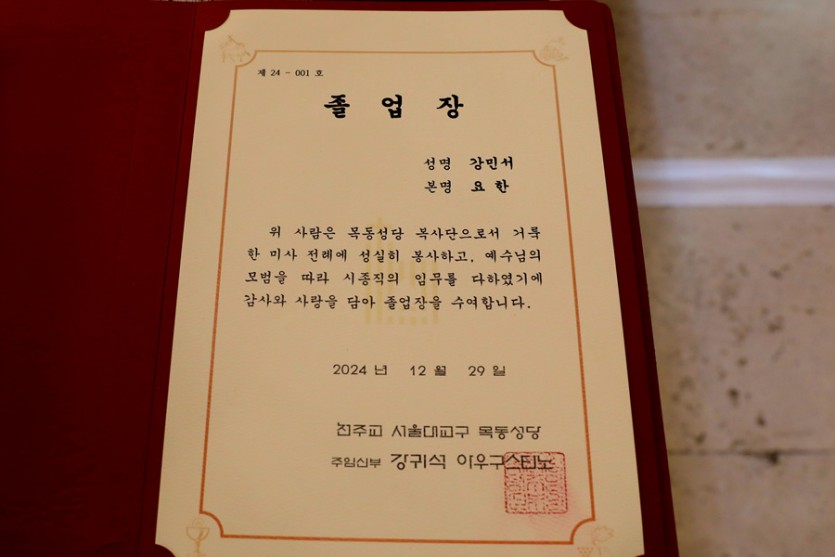 제 24 - 001 호
졸 업 장
성명 강민서
본명 요 한
위 사람은 목동성당 복사단으로서 거룩
한 미사 전례에 성실히 봉사하고, 예수님의
모범을 따라 시종직의 임무를 다하였기에
감사와 사랑을 담아 졸업장을 수여합니다.
2024 년 12 월 29 일
천주교 서울대교구 목동성당
주임신부 강귀석 아우구스티노